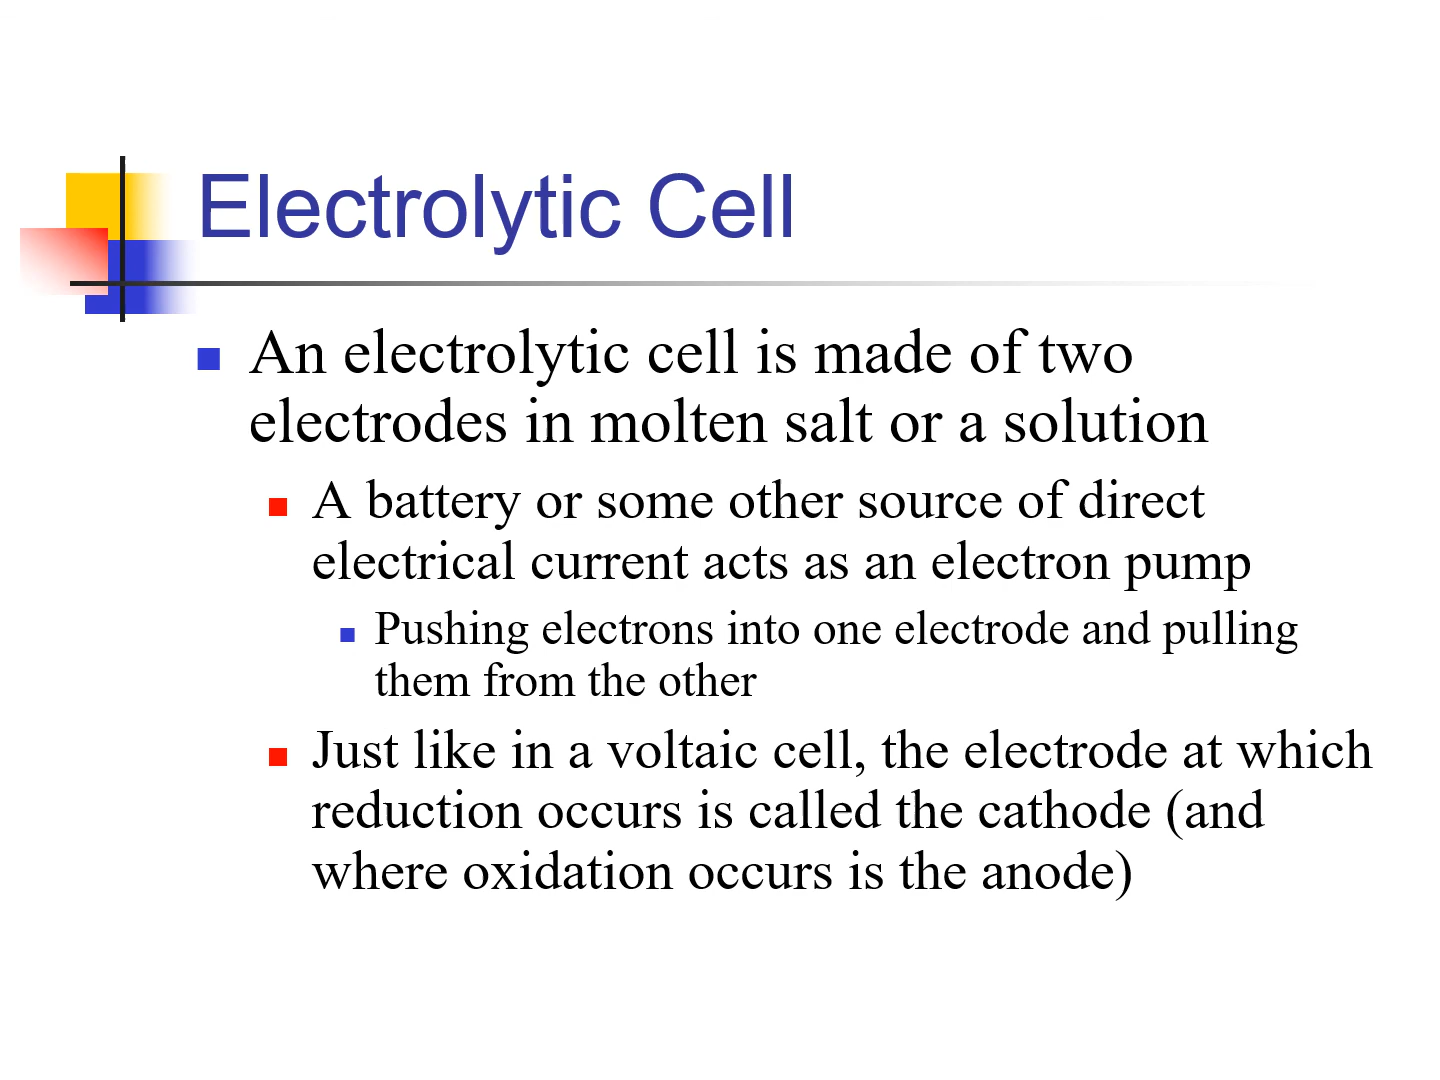 Electrolytic Cell
An electrolytic cell is made of two
electrodes in molten salt or a solution
A battery or some other source of direct
electrical current acts as an electron pump
Pushing electrons into one electrode and pulling
them from the other
Just like in a voltaic cell, the electrode at which
reduction occurs is called the cathode (and
where oxidation occurs is the anode)